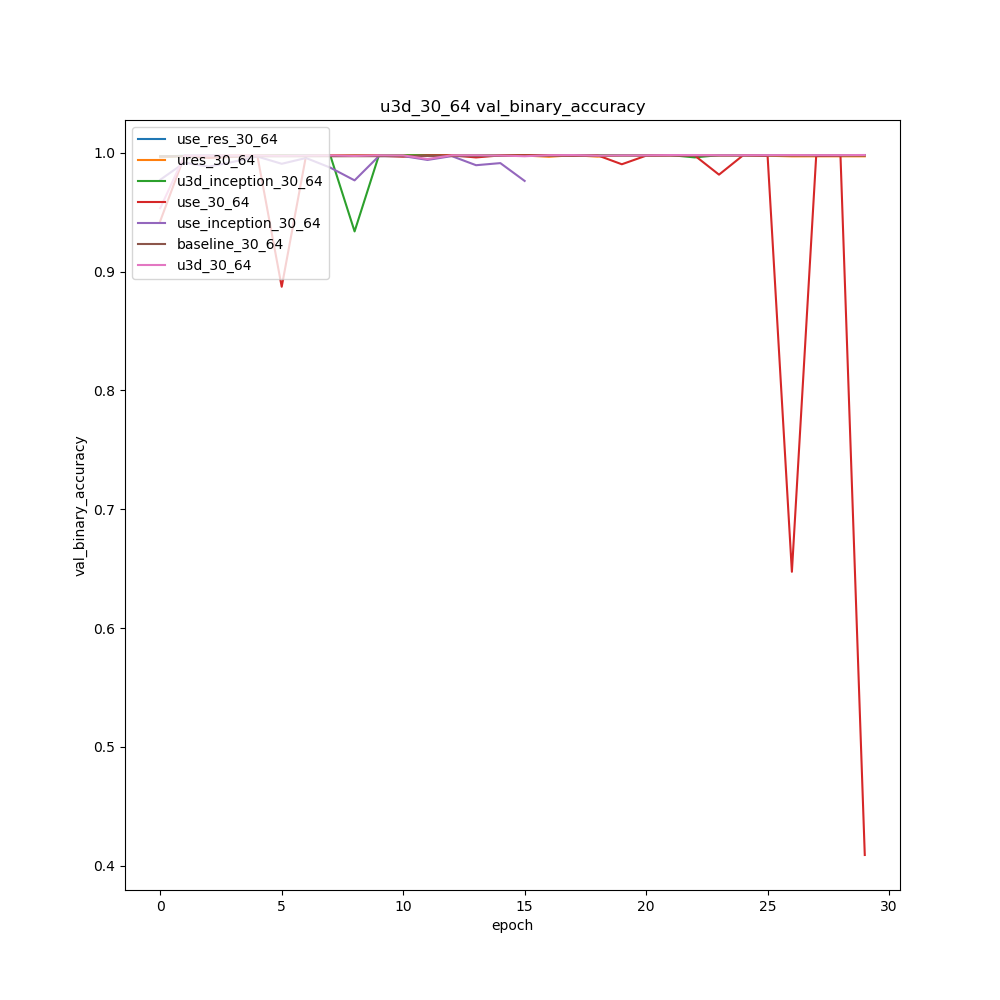 u3d_30_64 val_binary_accuracy
use_res_30_64
ures_30_64
u3d_inception_30_64
use_30_64
use_inception_30_64
baseline_30_64
u3d_30_64
1.0
0.9
0.8
0.7
0.6
0.5
0.4
val_binary_accuracy
0 5 10 15 20 25 30
epoch